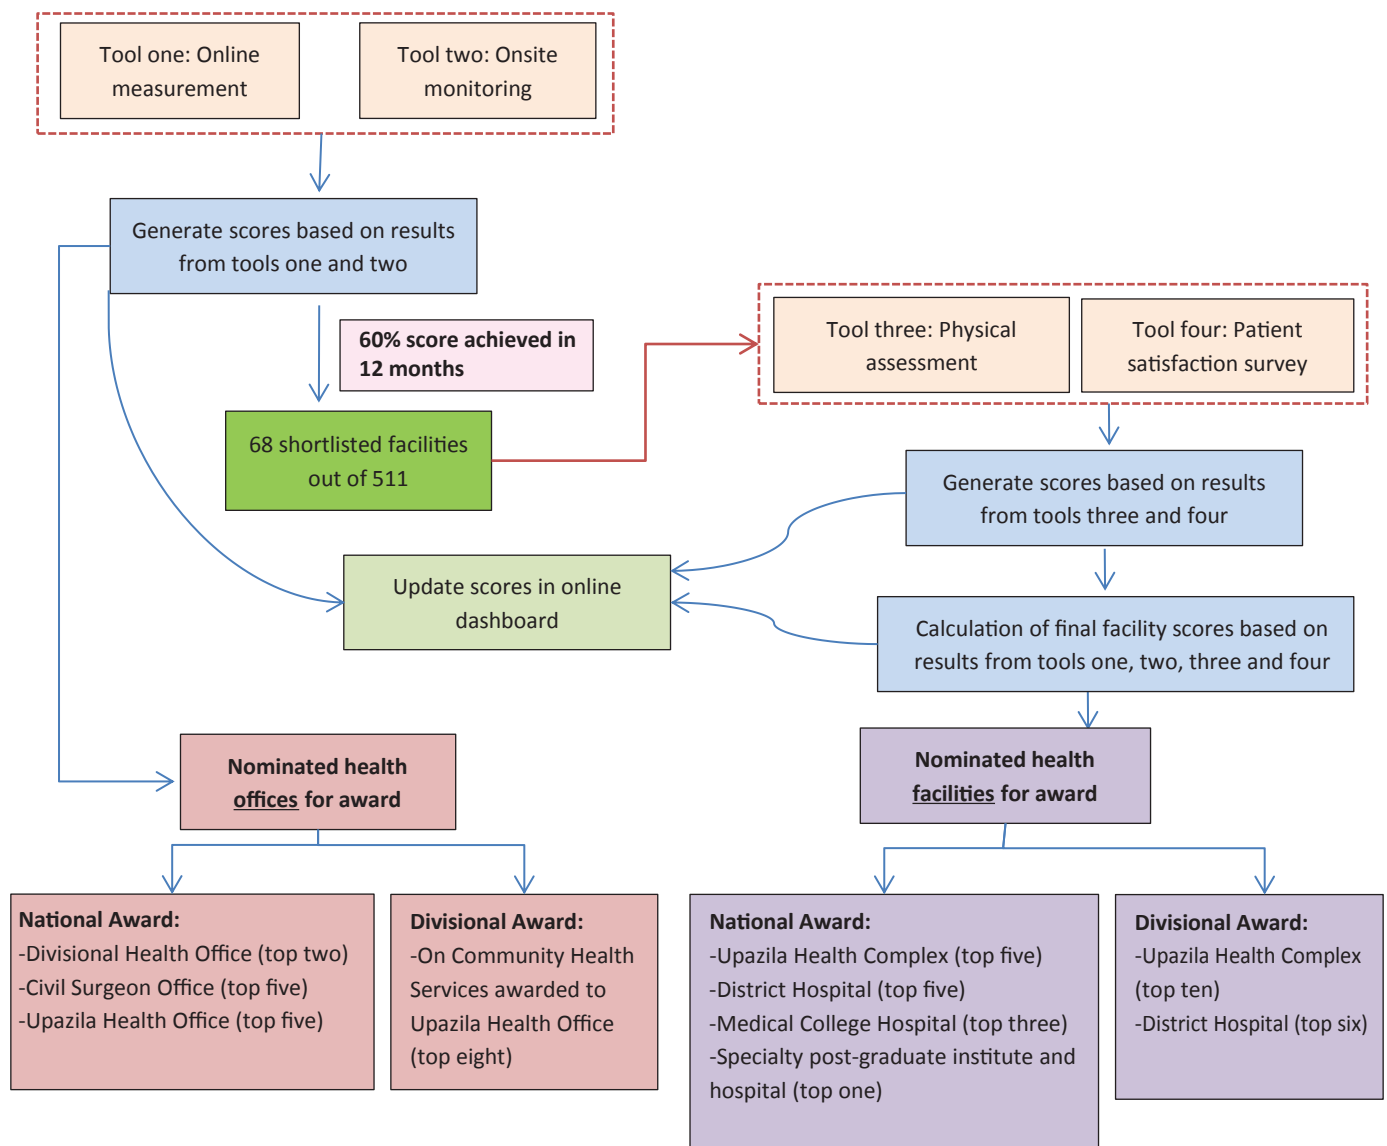 Tool one: Online
measurement
Tool two: Onsite
monitoring
Generate scores based on results
from tools one and two
60% score achieved in
12 months
68 shortlisted facilities
out of 511
Tool three: Physical
assessment
Tool four: Patient
satisfaction survey
Generate scores based on results
from tools three and four
Update scores in online
dashboard
Calculation of final facility scores based on
results from tools one, two, three and four
Nominated health
offices for award
Nominated health
facilities for award
National Award:
-Divisional Health Office (top two)
-Civil Surgeon Office (top five)
-Upazila Health Office (top five)
Divisional Award:
-On Community Health
Services awarded to
Upazila Health Office
(top eight)
National Award:
-Upazila Health Complex (top five)
-District Hospital (top five)
-Medical College Hospital (top three)
-Specialty post-graduate institute and
hospital (top one)
Divisional Award:
-Upazila Health Complex
(top ten)
-District Hospital (top six)